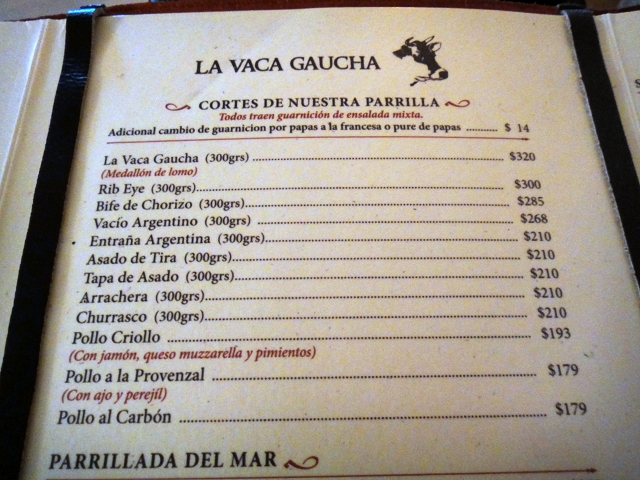 LA VACA GAUCHA
CORTES DE NUESTRA PARRILLA
Todos traen guarnición de ensalada mixta.
Adicional cambio de guarnicion por papas a la francesa o pure de papas .......... $ 14
La Vaca Gaucha (300grs) .......... $320
(Medallón de lomo)
Rib Eye (300grs).......... $300
Bife de Chorizo (300grs).......... $285
Vacío Argentino (300grs) .......... $268
Entraña Argentina (300grs).......... $210
Asado de Tira (300grs).......... $210
Tapa de Asado (300grs).......... $210
Arrachera (300grs).......... $210
Churrasco (300grs).......... $210
Pollo Criollo .......... $193
(Con jamón, queso muzzarella y pimientos)
Pollo a la Provenzal .......... $179
(Con ajo y perejíl)
Pollo al Carbón .......... $179
PARRILLADA DEL MAR